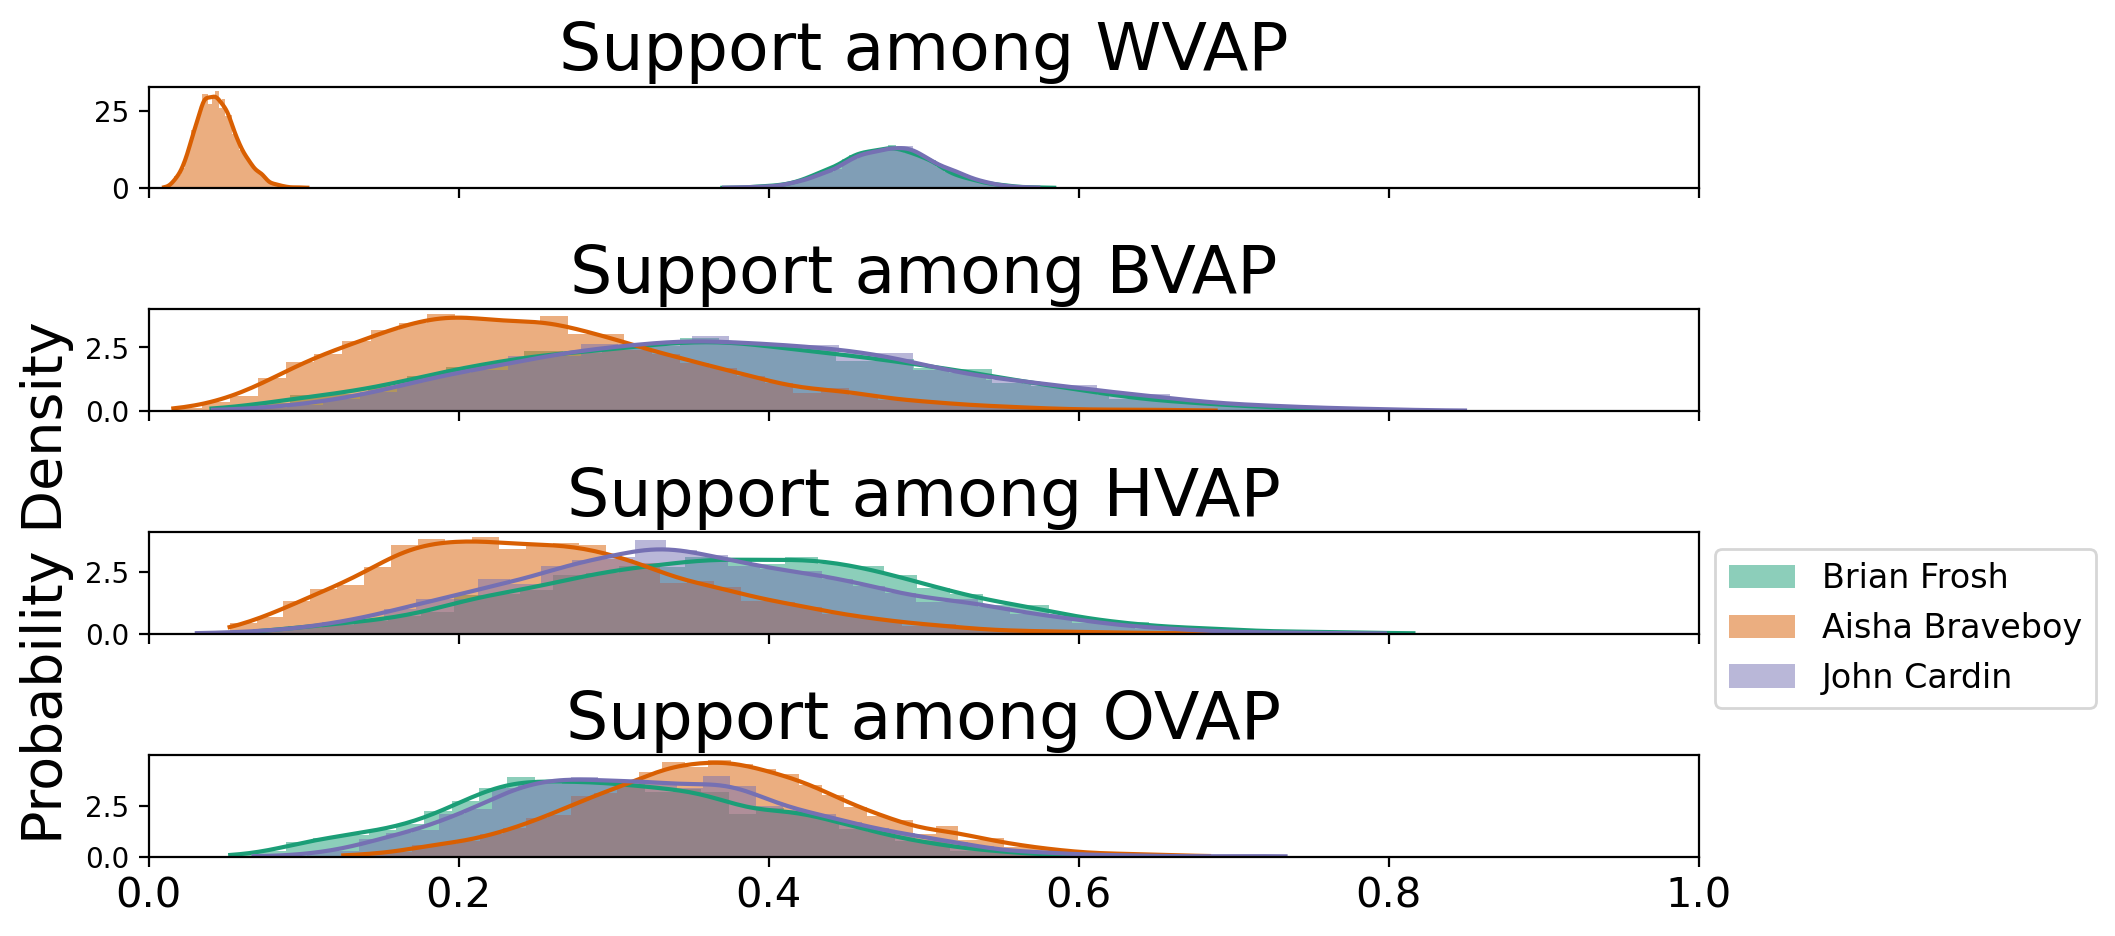 Support among WVAP
25
0
Support among BVAP
2.5
0.0
Support among HVAP
2.5
0.0
Support among OVAP
2.5
0.0
0.0 0.2 0.4 0.6 0.8 1.0
Probability Density
Brian Frosh
Aisha Braveboy
John Cardin